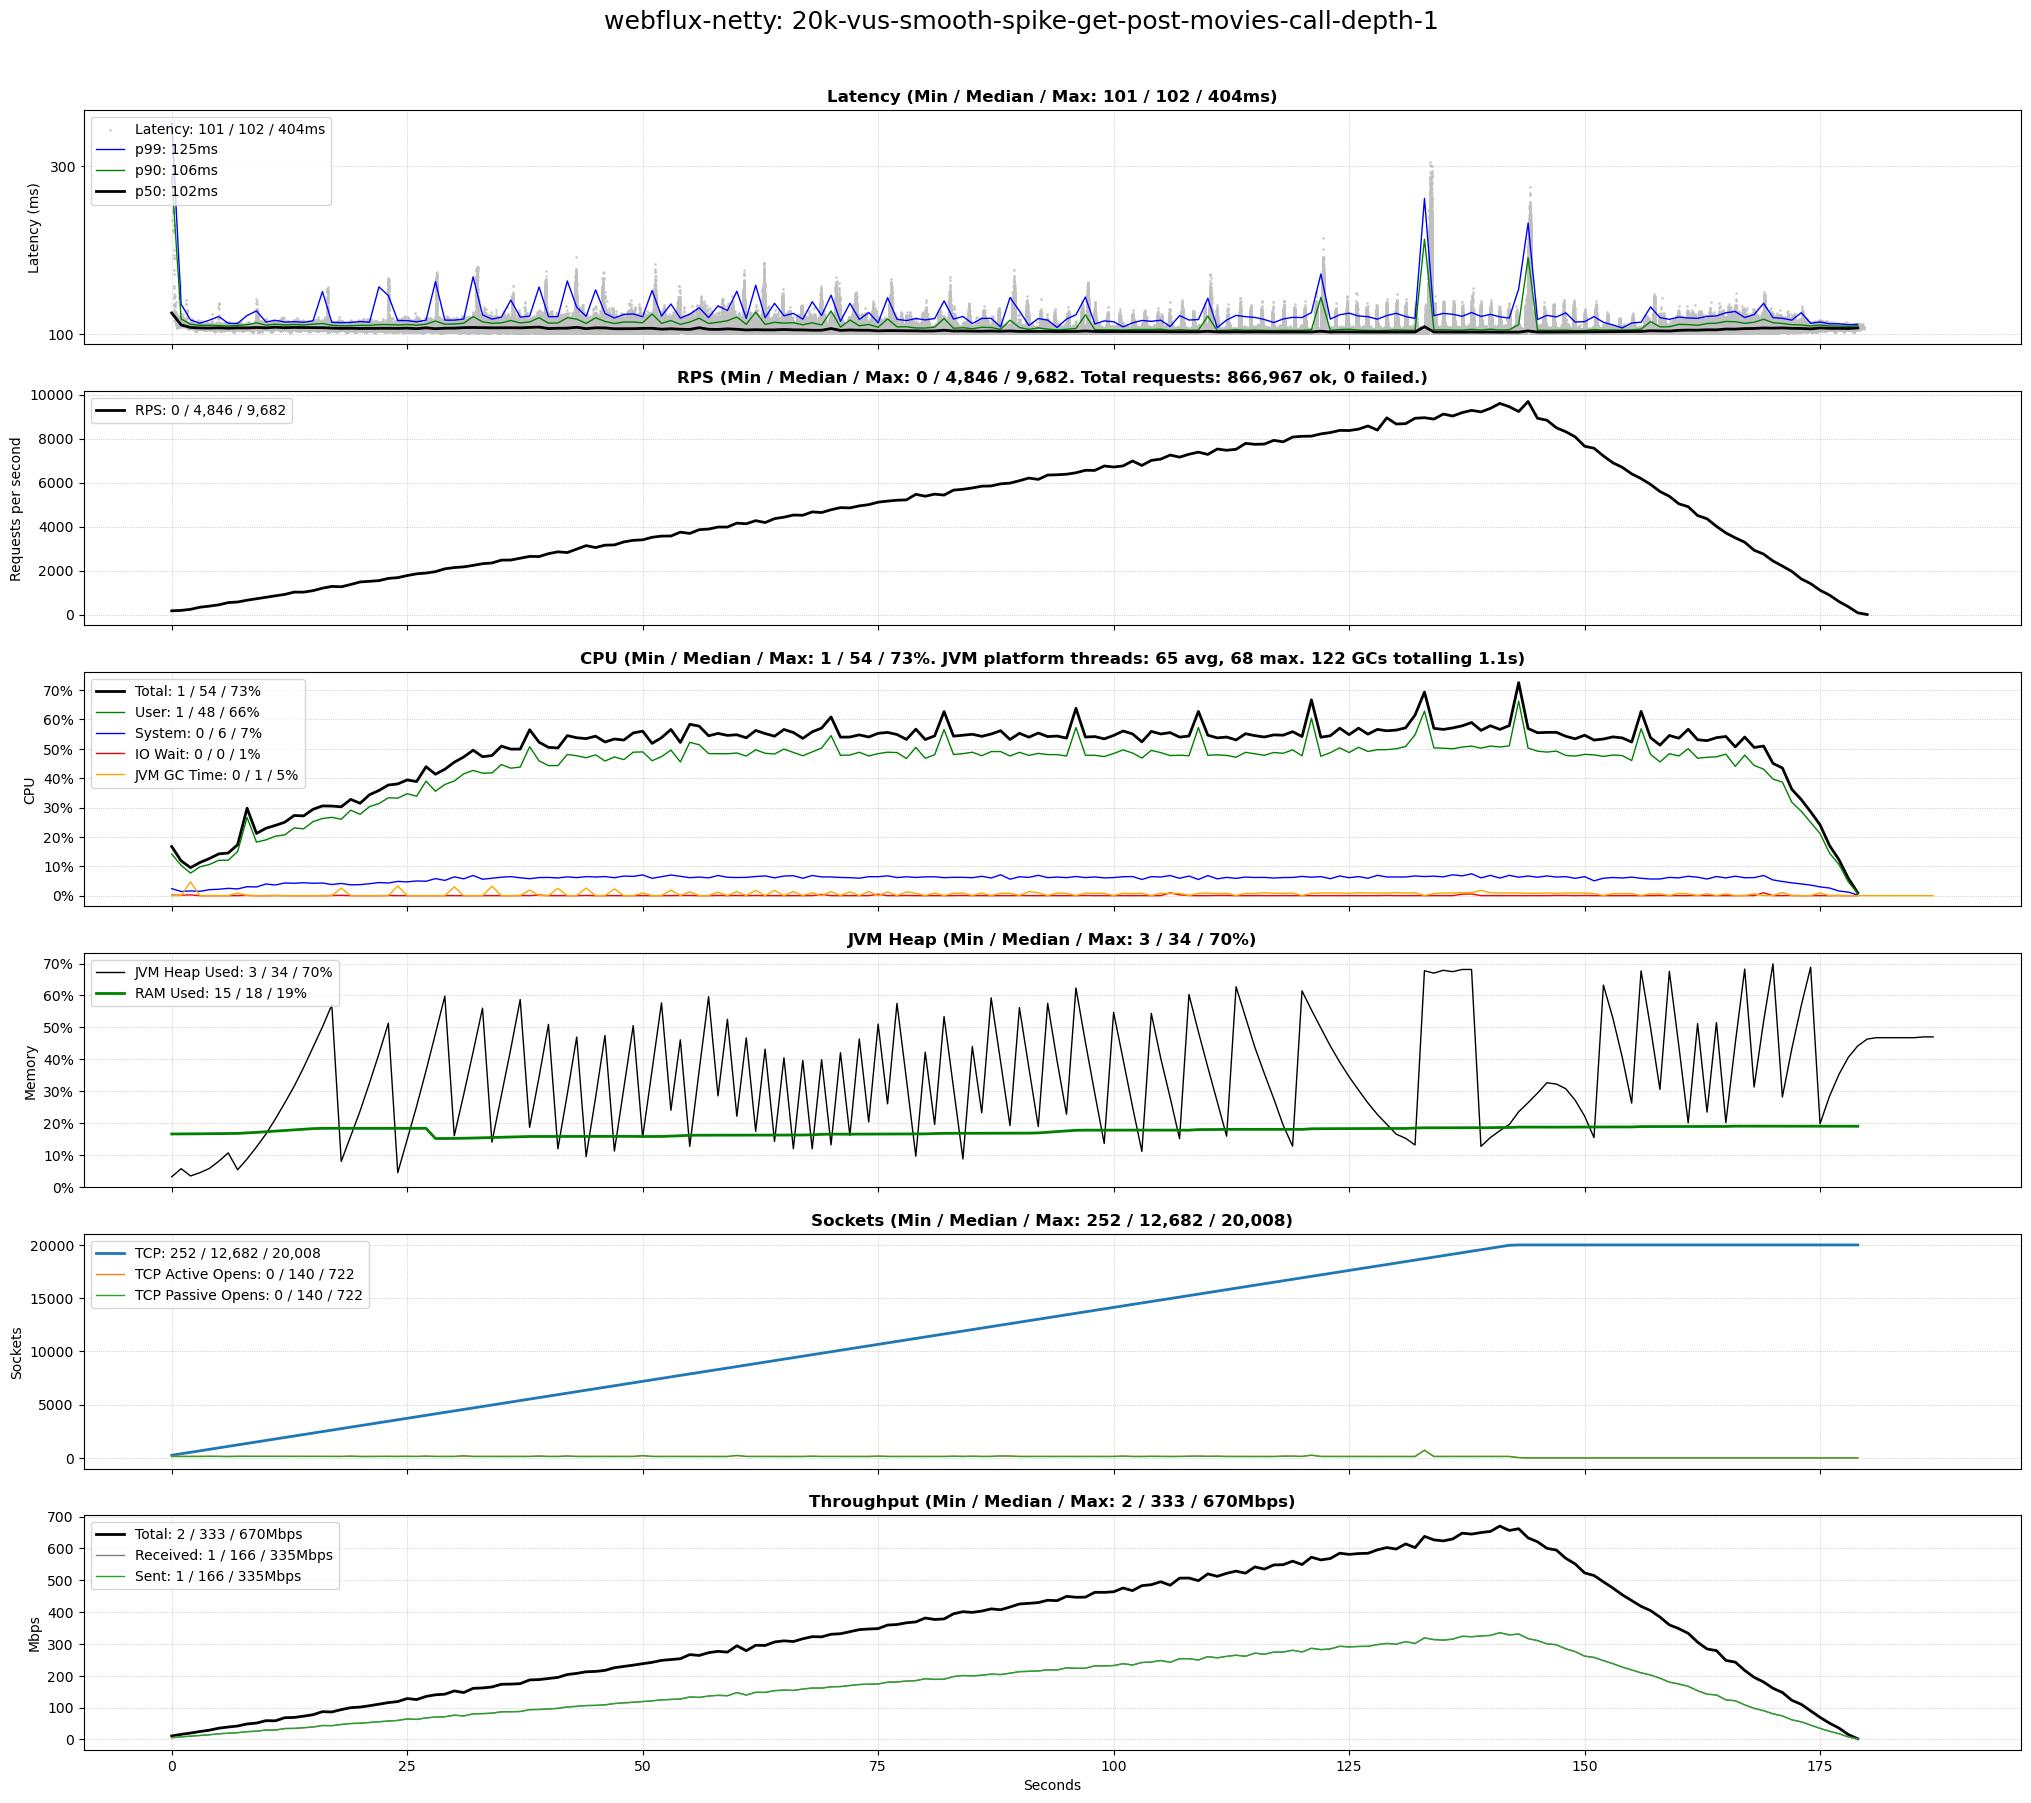 webflux-netty: 20k-vus-smooth-spike-get-post-movies-call-depth-1
Latency (Min / Median / Max: 101 / 102 / 404ms)
Latency: 101 / 102 / 404ms
p99: 125ms
p90: 106ms
p50: 102ms
300
100
Latency (ms)
RPS (Min / Median / Max: 0 / 4,846 / 9,682. Total requests: 866,967 ok, 0 failed.)
RPS: 0 / 4,846 / 9,682
10000
8000
6000
4000
2000
0
Requests per second
CPU (Min / Median / Max: 1 / 54 / 73%. JVM platform threads: 65 avg, 68 max. 122 GCs totalling 1.1s)
Total: 1 / 54 / 73%
User: 1 / 48 / 66%
System: 0 / 6 / 7%
IO Wait: 0 / 0 / 1%
JVM GC Time: 0 / 1 / 5%
70%
60%
50%
40%
30%
20%
10%
0%
CPU
JVM Heap (Min / Median / Max: 3 / 34 / 70%)
JVM Heap Used: 3 / 34 / 70%
RAM Used: 15 / 18 / 19%
70%
60%
50%
40%
30%
20%
10%
0%
Memory
Sockets (Min / Median / Max: 252 / 12,682 / 20,008)
TCP: 252 / 12,682 / 20,008
TCP Active Opens: 0 / 140 / 722
TCP Passive Opens: 0 / 140 / 722
20000
15000
10000
5000
0
Sockets
Throughput (Min / Median / Max: 2 / 333 / 670Mbps)
Total: 2 / 333 / 670Mbps
Received: 1 / 166 / 335Mbps
Sent: 1 / 166 / 335Mbps
700
600
500
400
300
200
100
0
Mbps
0 25 50 75 100 125 150 175
Seconds